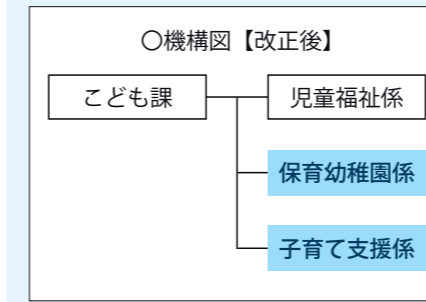 〇機構図【改正後】
こども課
児童福祉係
保育幼稚園係
子育て支援係